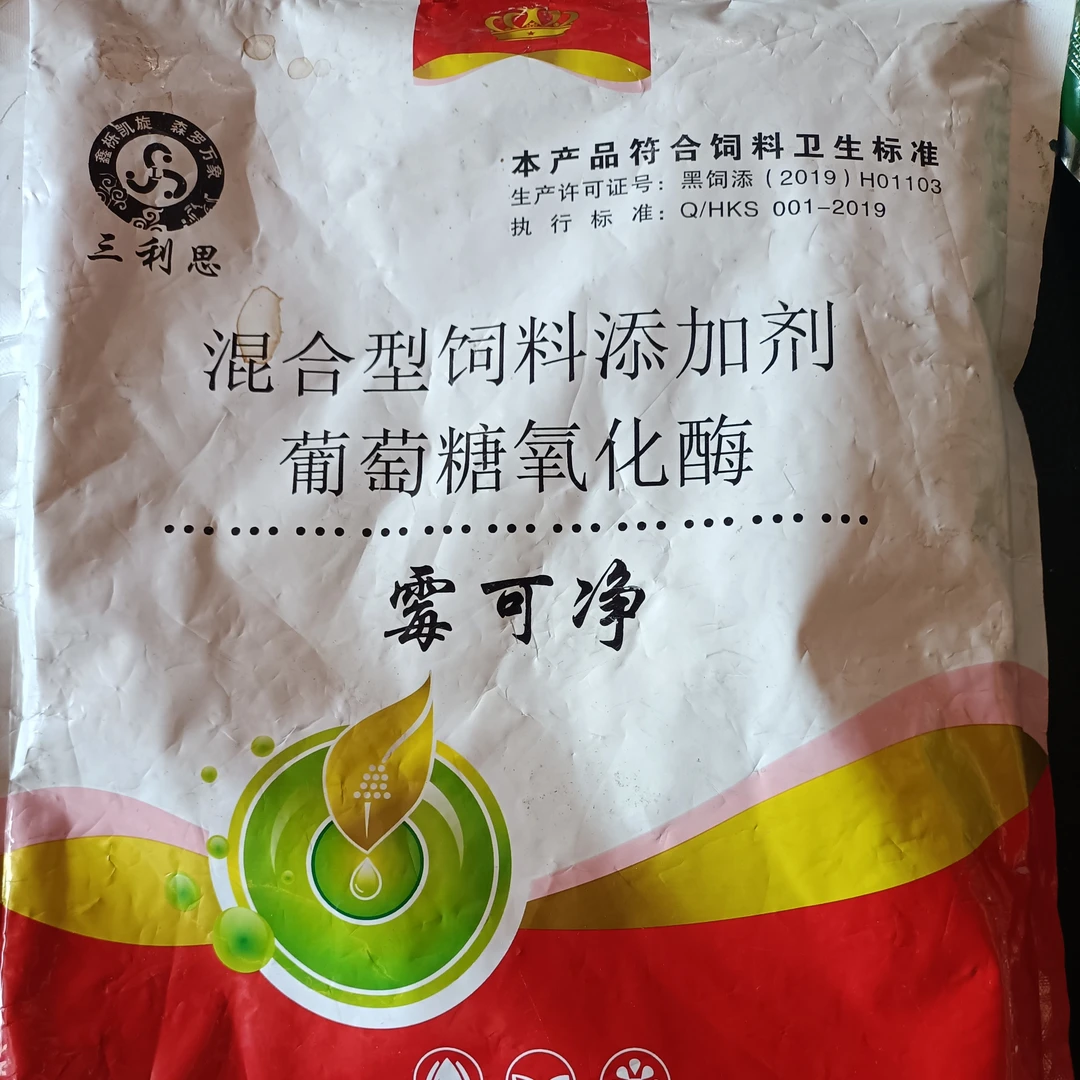 鑫栎凯旋 森罗万象
三利思
本产品符合饲料卫生标准
生产许可证号：黑饲添（2019）H01103
执行标准：Q/HKS 001-2019
混合型饲料添加剂
葡萄糖氧化酶
霉可净